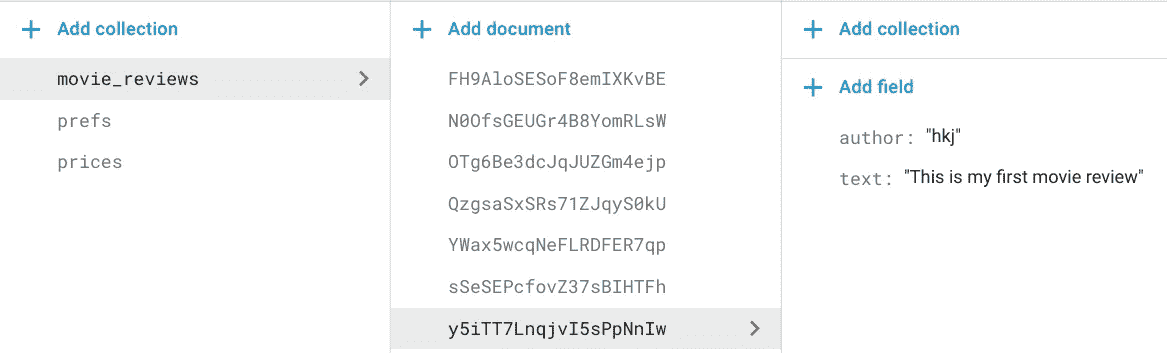 Add collection
movie_reviews
prefs
prices
Add document
FH9AloSESoF8emIXKvBE
N0OfsGEUGr4B8YomRLsW
OTg6Be3dcJqJUZGm4ejp
QzgsaSxSRs71ZJqyS0kU
YWax5wcqNeFLRDFER7qp
sSeSEPcfovZ37sBIHTFh
y5iTT7LnqjvI5sPpNnIw
Add collection
Add field
author: "hkj"
text: "This is my first movie review"